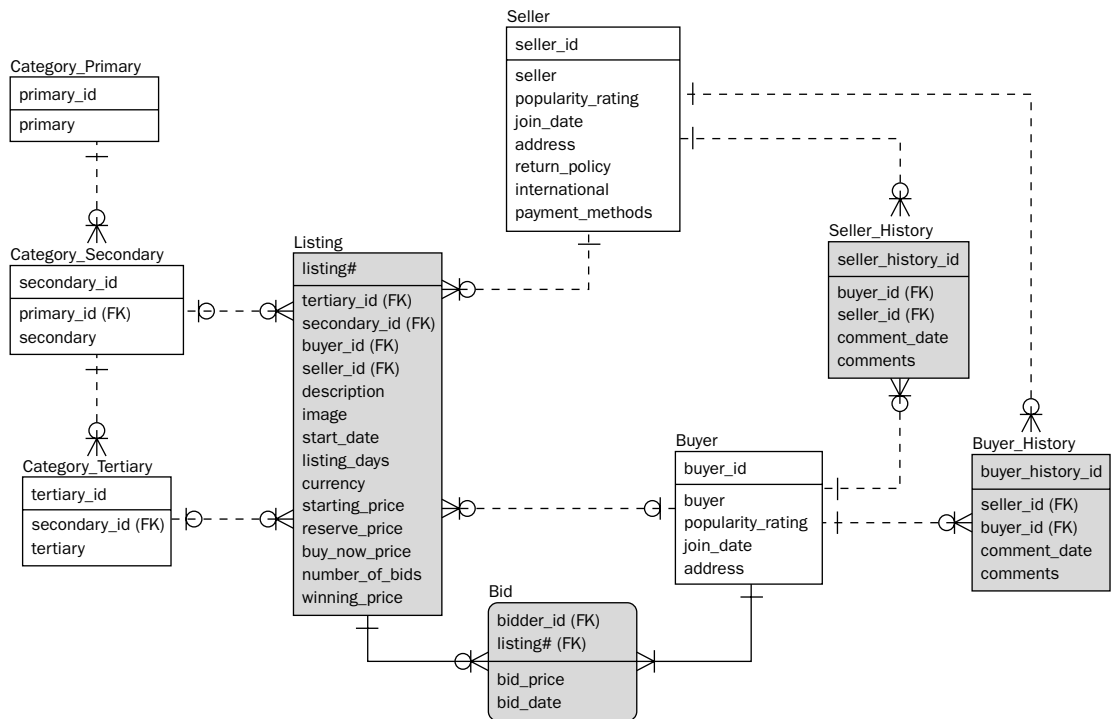 Seller
seller_id
seller
popularity_rating
join_date
address
return_policy
international
payment_methods
Category_Primary
primary_id
primary
Category_Secondary
secondary_id
primary_id (FK)
secondary
Category_Tertiary
tertiary_id
secondary_id (FK)
tertiary
Listing
listing#
tertiary_id (FK)
secondary_id (FK)
buyer_id (FK)
seller_id (FK)
description
image
start_date
listing_days
currency
starting_price
reserve_price
buy_now_price
number_of_bids
winning_price
Seller_History
seller_history_id
buyer_id (FK)
seller_id (FK)
comment_date
comments
Buyer
buyer_id
buyer
popularity_rating
join_date
address
Buyer_History
buyer_history_id
seller_id (FK)
buyer_id (FK)
comment_date
comments
Bid
bidder_id (FK)
listing# (FK)
bid_price
bid_date